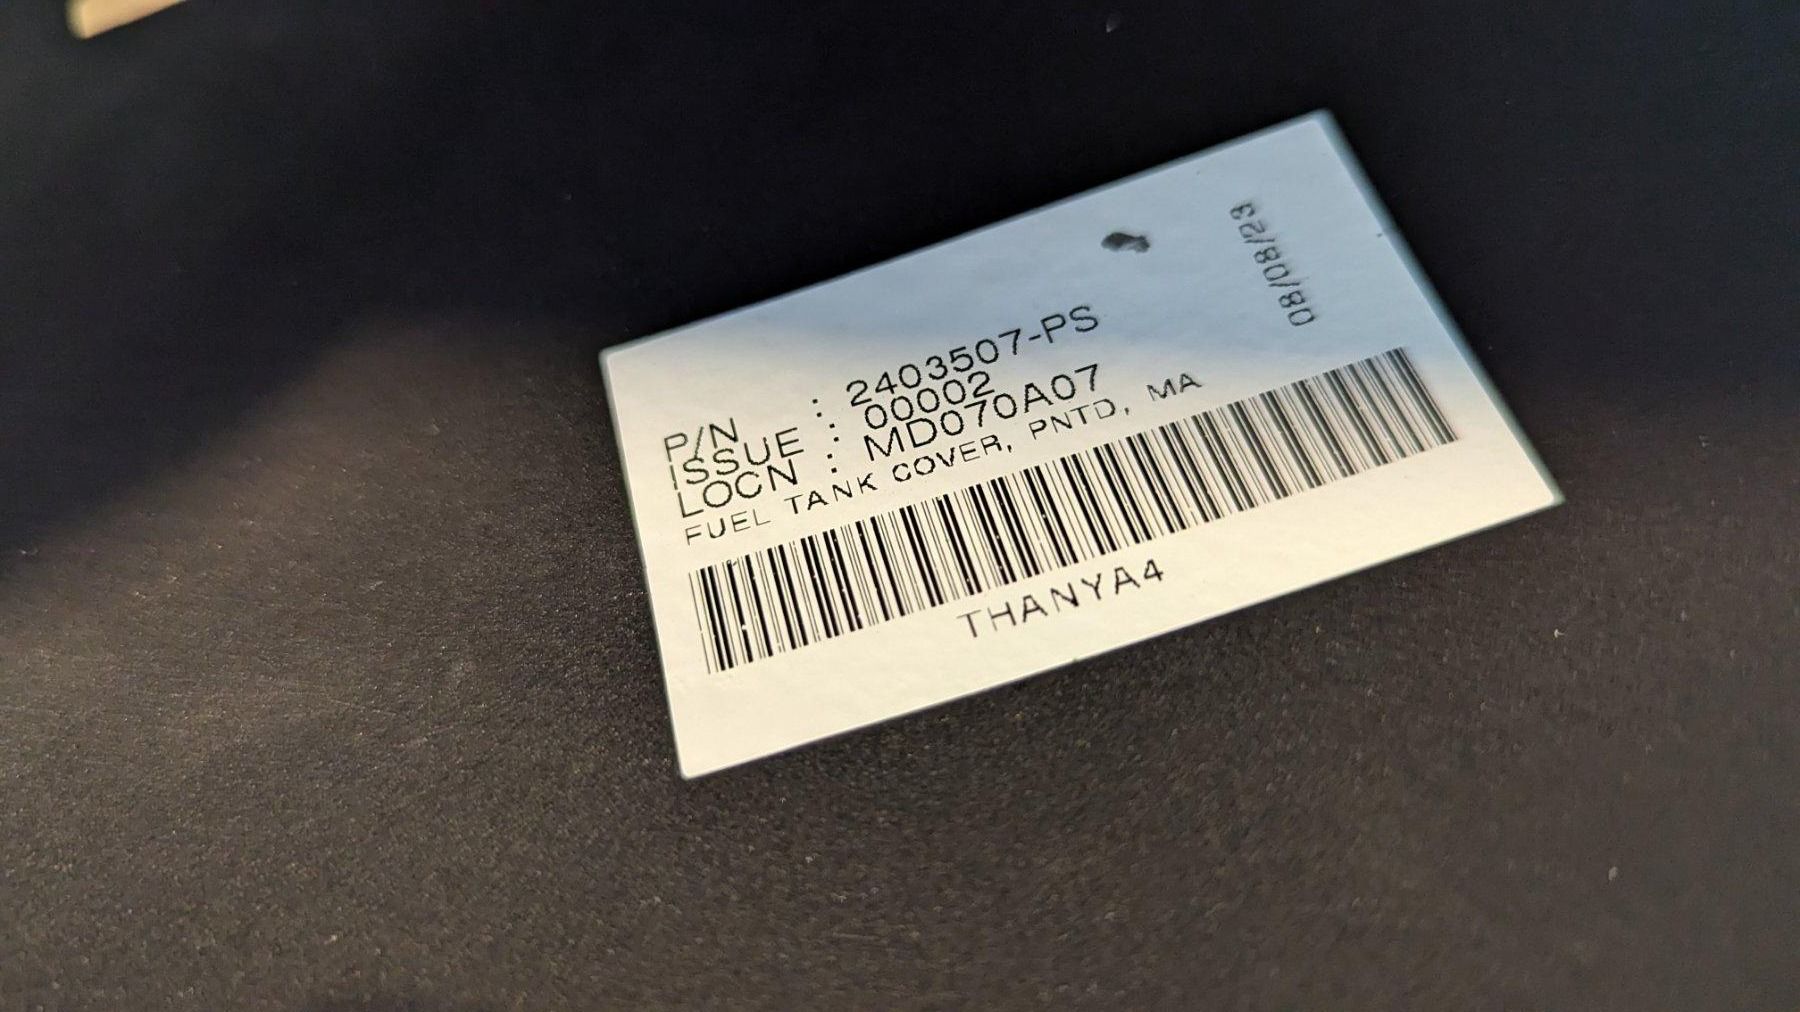 08/08/23
P/N : 2403507-PS
ISSUE : 00002
LOCN : MD070A07
FUEL TANK COVER, PNTD, MA
THANYA4